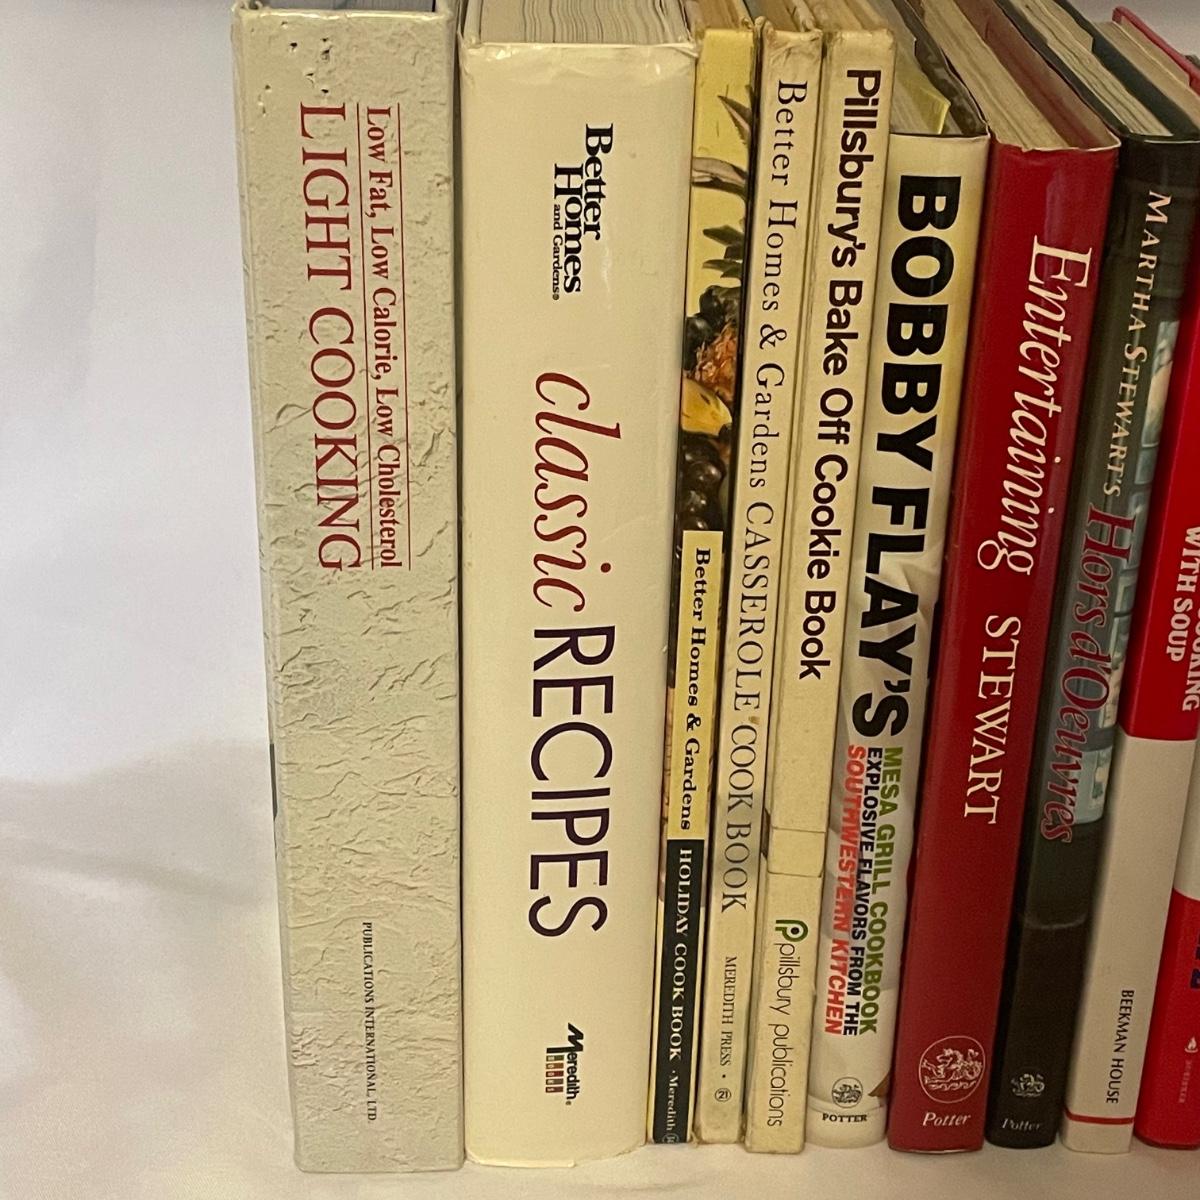 Low Fat, Low Calorie, Low Cholesterol
LIGHT COOKING
PUBLICATIONS INTERNATIONAL, LTD.
Better
Homes
and Gardens®
classic RECIPES
Meredith®
Better Homes & Gardens
HOLIDAY COOK BOOK · Meredith
Better Homes & Gardens CASSEROLE COOK BOOK
MEREDITH PRESS · 21
Pillsbury's Bake Off Cookie Book
pillsbury publications
BOBBY FLAY'S
MESA GRILL COOKBOOK
EXPLOSIVE FLAVORS FROM THE
SOUTHWESTERN KITCHEN
POTTER
Entertaining STEWART
Potter
MARTHA STEWART'S Hors d'Oeuvres
Potter
BEEKMAN HOUSE
WITH SOUP